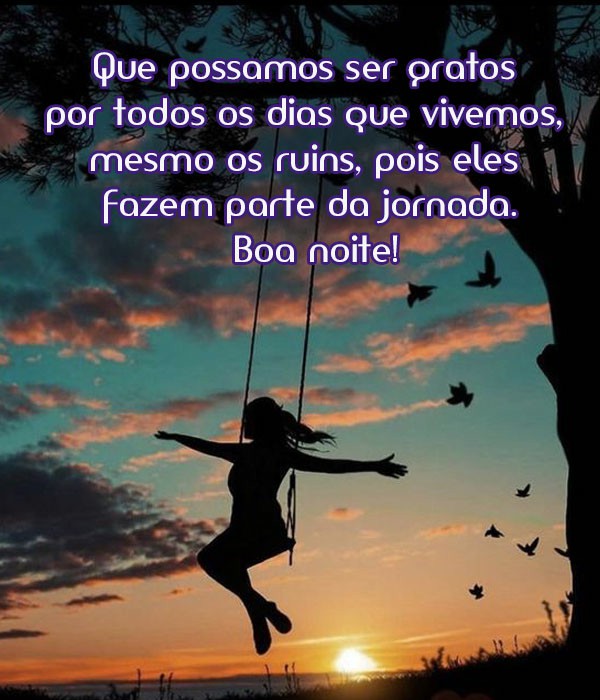 Que possamos ser gratos
por todos os dias que vivemos,
mesmo os ruins, pois eles
fazem parte da jornada.
Boa noite!